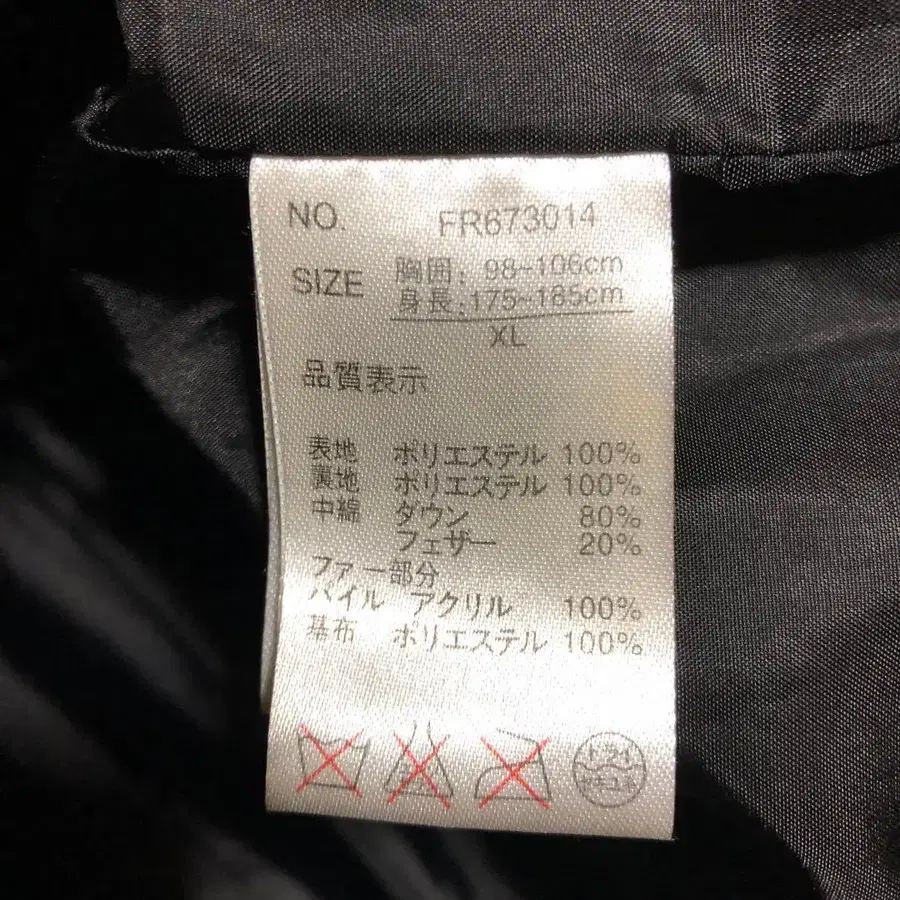 NO. FR673014
SIZE 胸囲: 98~106cm
身長:175~185cm
XL
品質表示
表地 ポリエステル 100%
裏地 ポリエステル 100%
中綿 ダウン 80%
フェザー 20%
ファー部分
パイル アクリル 100%
基布 ポリエステル 100%
ドライ